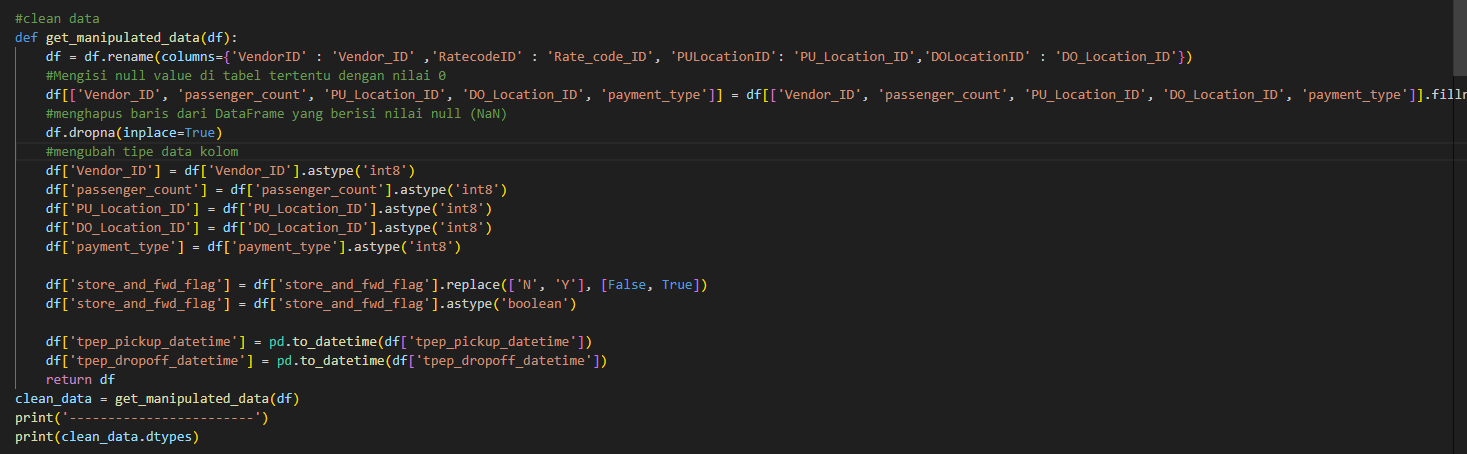 #clean data
def get_manipulated_data(df):
    df = df.rename(columns={'VendorID' : 'Vendor_ID' ,'RatecodeID' : 'Rate_code_ID', 'PULocationID': 'PU_Location_ID','DOLocationID' : 'DO_Location_ID'})
    #Mengisi null value di tabel tertentu dengan nilai 0
    df[['Vendor_ID', 'passenger_count', 'PU_Location_ID', 'DO_Location_ID', 'payment_type']] = df[['Vendor_ID', 'passenger_count', 'PU_Location_ID', 'DO_Location_ID', 'payment_type']].
    #menghapus baris dari DataFrame yang berisi nilai null (NaN)
    df.dropna(inplace=True)
    #mengubah tipe data kolom
    df['Vendor_ID'] = df['Vendor_ID'].astype('int8')
    df['passenger_count'] = df['passenger_count'].astype('int8')
    df['PU_Location_ID'] = df['PU_Location_ID'].astype('int8')
    df['DO_Location_ID'] = df['DO_Location_ID'].astype('int8')
    df['payment_type'] = df['payment_type'].astype('int8')
    df['store_and_fwd_flag'] = df['store_and_fwd_flag'].replace(['N', 'Y'], [False, True])
    df['store_and_fwd_flag'] = df['store_and_fwd_flag'].astype('boolean')
    df['tpep_pickup_datetime'] = pd.to_datetime(df['tpep_pickup_datetime'])
    df['tpep_dropoff_datetime'] = pd.to_datetime(df['tpep_dropoff_datetime'])
    return df
clean_data = get_manipulated_data(df)
print('------------------------')
print(clean_data.dtypes)